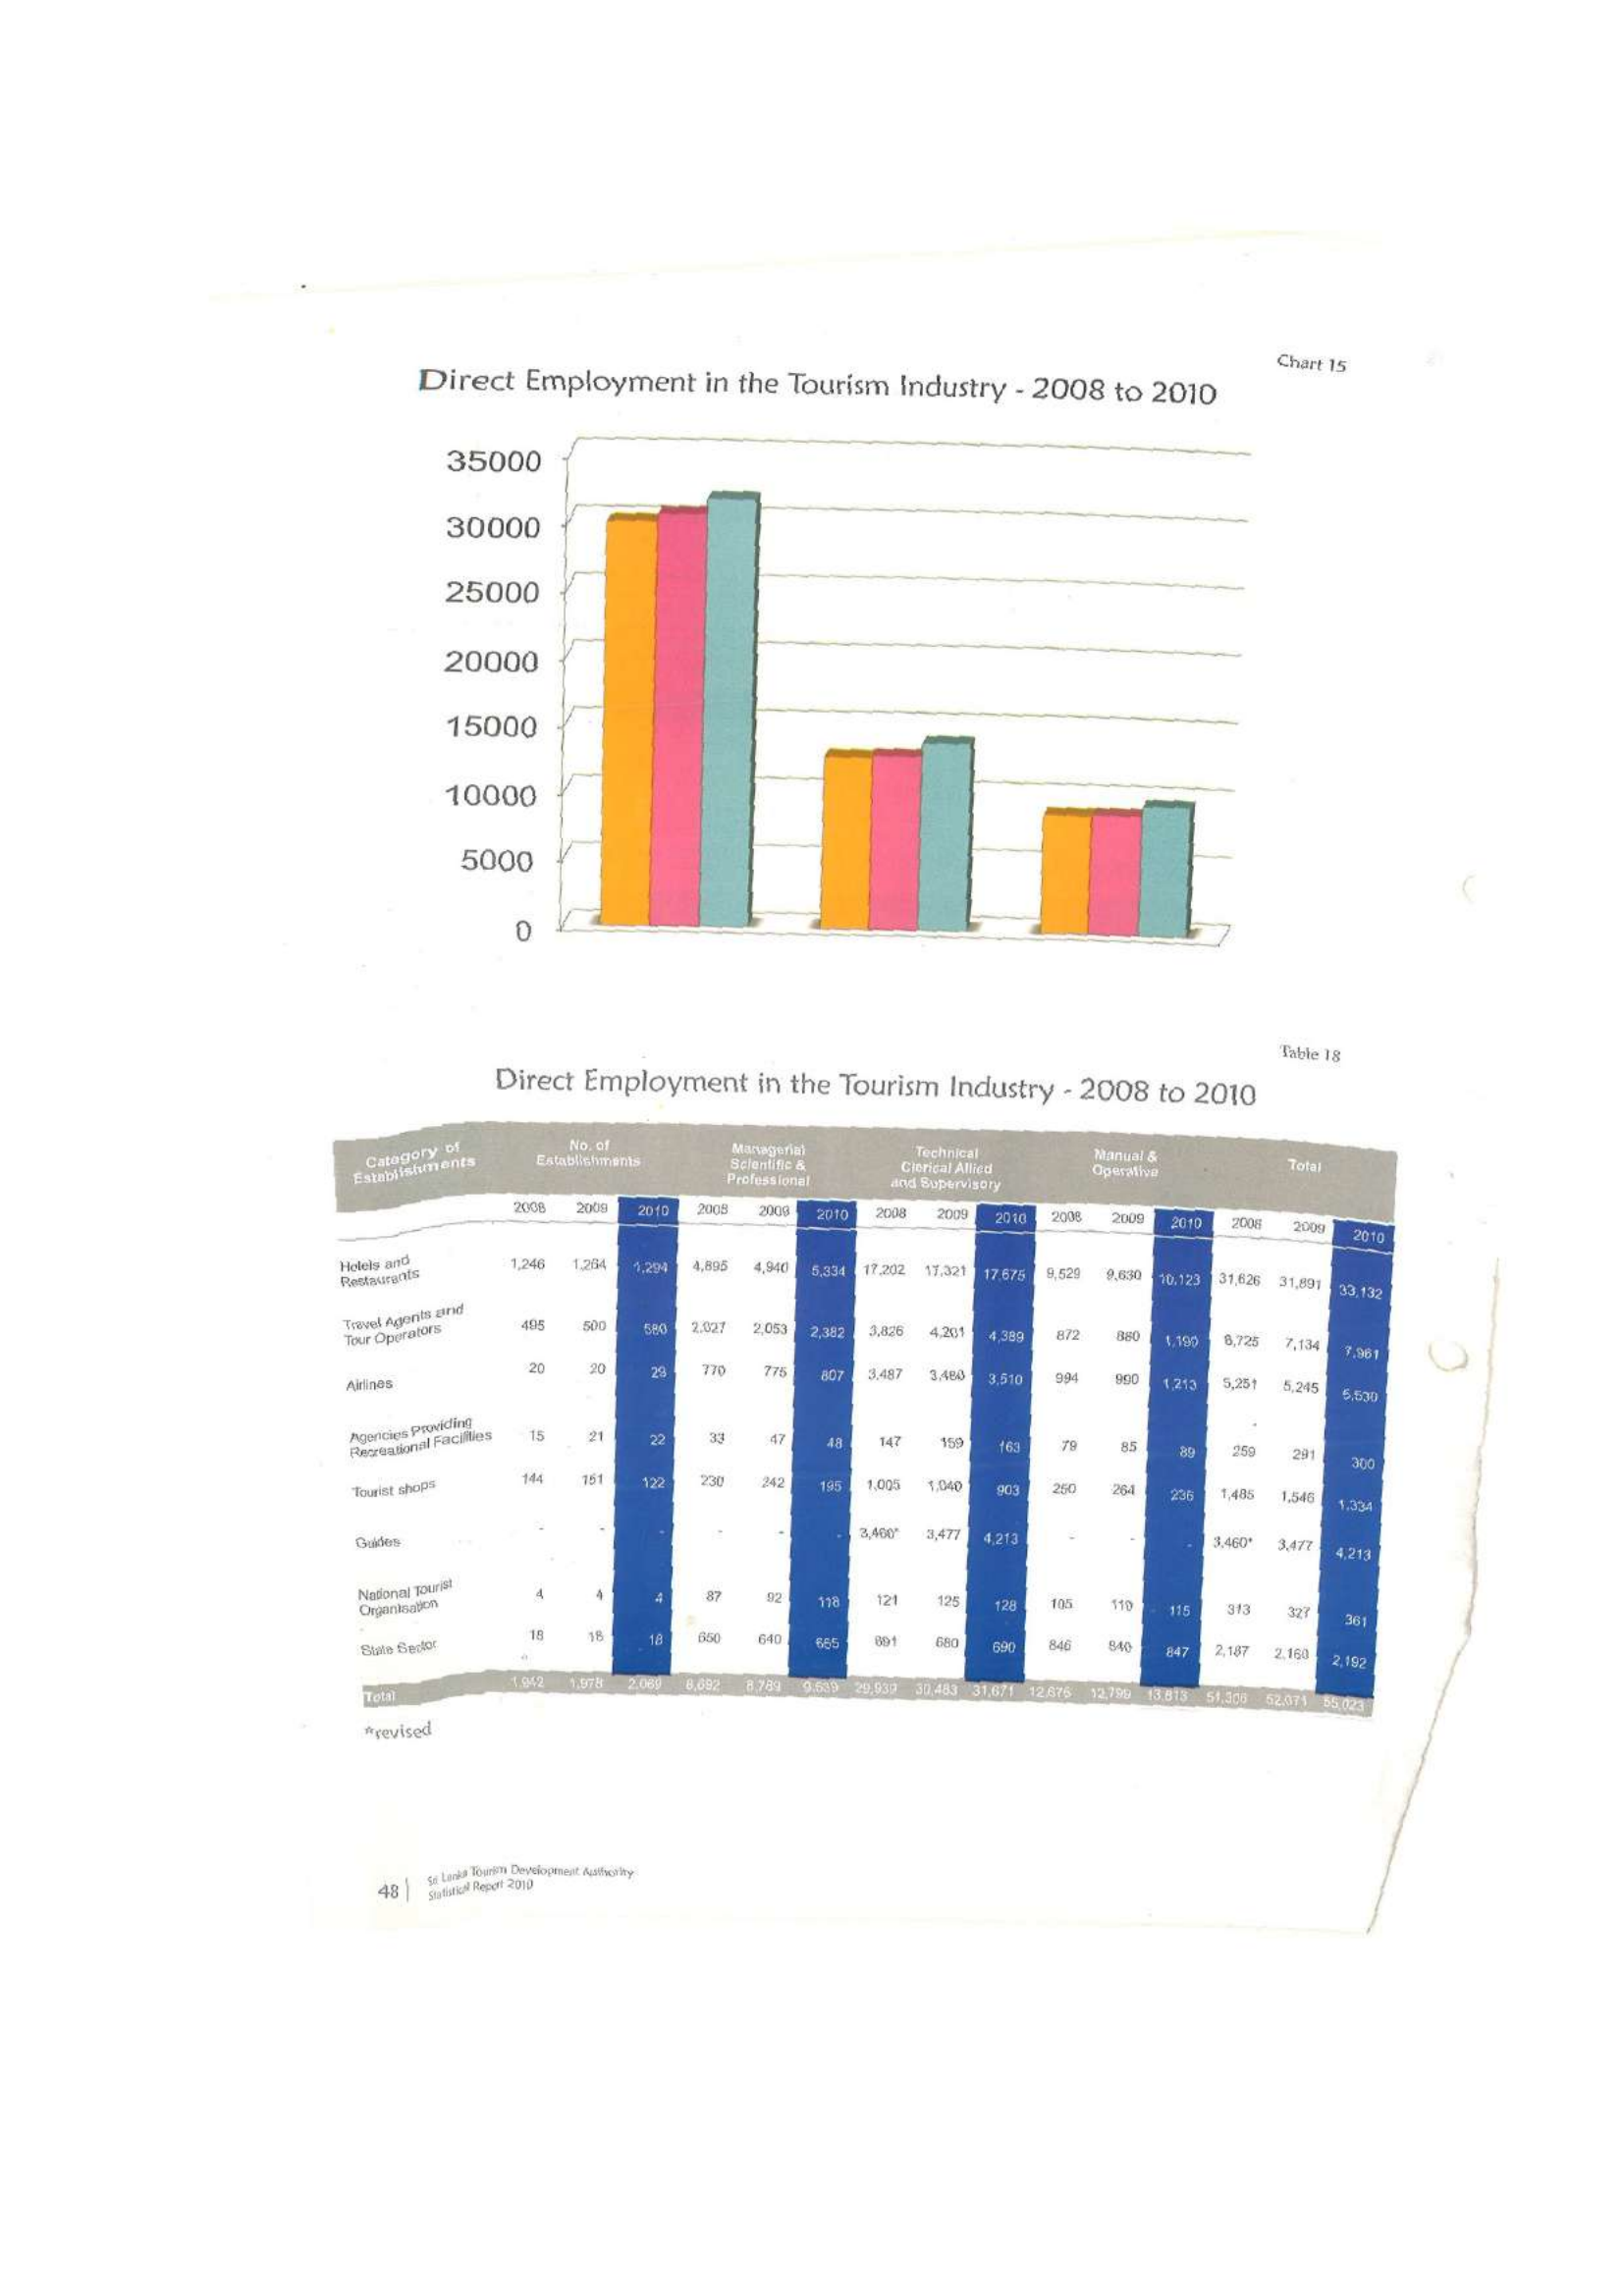 Chart 15
Direct Employment in the Tourism Industry - 2008 to 2010
35000
30000
25000
20000
15000
10000
5000
0
Table 18
Direct Employment in the Tourism Industry - 2008 to 2010
Category of Establishments No. of Establishments Managerial Scientific & Professional Technical Clerical Allied and Supervisory Manual & Operative Total
2008 2009 2010 2008 2009 2010 2008 2009 2010 2008 2009 2010 2008 2009 2010
Hotels and Restaurants 1,246 1,264 1,294 4,895 4,940 5,334 17,202 17,321 17,675 9,529 9,630 10,123 31,626 31,891 33,132
Travel Agents and Tour Operators 495 500 580 2,027 2,053 2,382 3,826 4,201 4,389 872 880 1,190 6,725 7,134 7,961
Airlines 20 20 29 770 775 807 3,487 3,480 3,510 994 990 1,213 5,251 5,245 5,530
Agencies Providing Recreational Facilities 15 21 22 33 47 48 147 159 163 79 85 89 259 291 300
Tourist shops 144 151 122 230 242 195 1,005 1,040 903 250 264 236 1,485 1,546 1,334
Guides - - - - - - 3,460* 3,477 4,213 - - - 3,460* 3,477 4,213
National Tourist Organisation 4 4 4 87 92 118 121 125 128 105 110 115 313 327 361
State Sector 18 18 18 650 640 655 691 680 690 846 840 847 2,187 2,160 2,192
Total 1,942 1,978 2,069 8,692 8,789 29,939 30,483 31,671 12,675 12,799 13,813 51,306 52,071 55,023
*revised
48 | Sri Lanka Tourism Development Authority
Statistical Report 2010